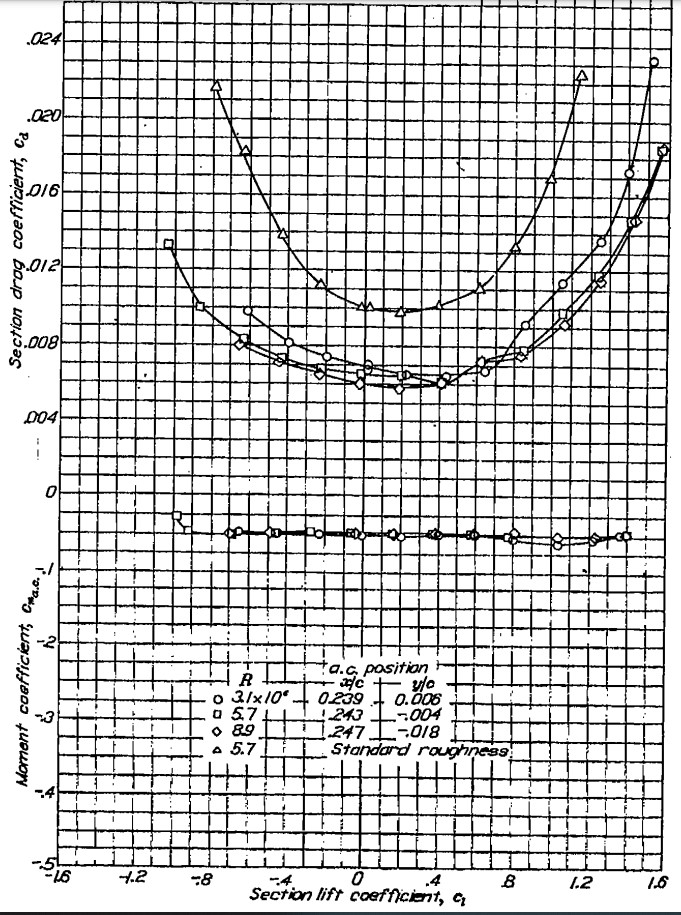 .024
.020
.016
.012
.008
.004
0
-.1
-.2
-.3
-.4
-.5
Section drag coefficient, cd
Moment coefficient, cma.c.
a.c. position
R x/c y/c
○ 3.1×10⁶ 0.239 0.006
□ 5.7 .243 -.004
◇ 8.9 .247 -.018
△ 5.7 Standard roughness
-1.6 -1.2 -.8 -.4 0 .4 .8 1.2 1.6
Section lift coefficient, cl